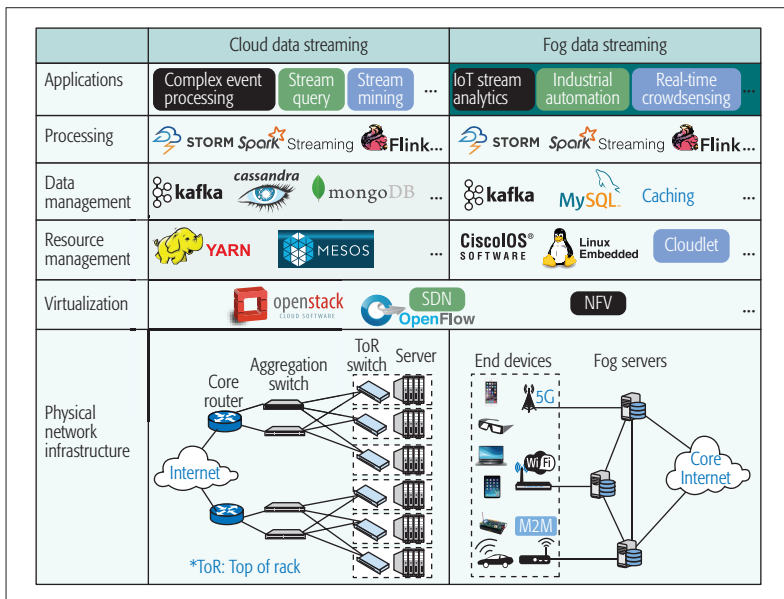 Cloud data streaming
Fog data streaming
Applications
Complex event
processing
Stream
query
Stream
mining
...
IoT stream
analytics
Industrial
automation
Real-time
crowdsensing
...
Processing
STORM
Spark Streaming
Flink...
STORM
Spark Streaming
Flink...
Data
management
kafka
cassandra
mongoDB
...
kafka
MySQL
Caching
...
Resource
management
YARN
MESOS
...
CiscoIOS®
SOFTWARE
Linux
Embedded
Cloudlet
...
Virtualization
openstack
CLOUD SOFTWARE
SDN
OpenFlow
NFV
...
Physical
network
infrastructure
Core
router
Aggregation
switch
ToR
switch
Server
Internet
*ToR: Top of rack
End devices
Fog servers
5G
WiFi
M2M
Core
Internet